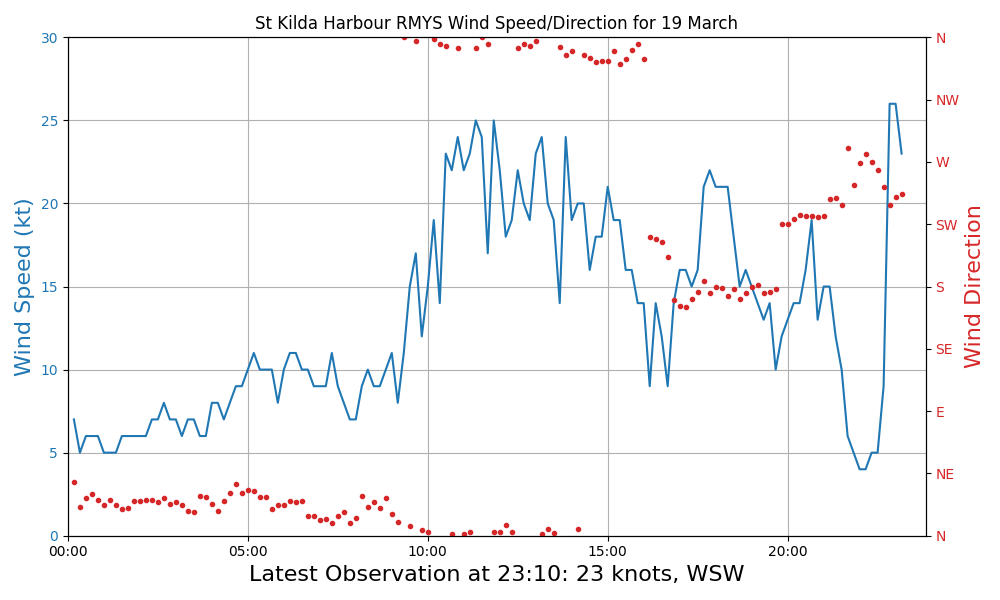 St Kilda Harbour RMYS Wind Speed/Direction for 19 March
30
25
20
15
10
5
0
Wind Speed (kt)
N
NW
W
SW
S
SE
E
NE
N
Wind Direction
00:00 05:00 10:00 15:00 20:00
Latest Observation at 23:10: 23 knots, WSW